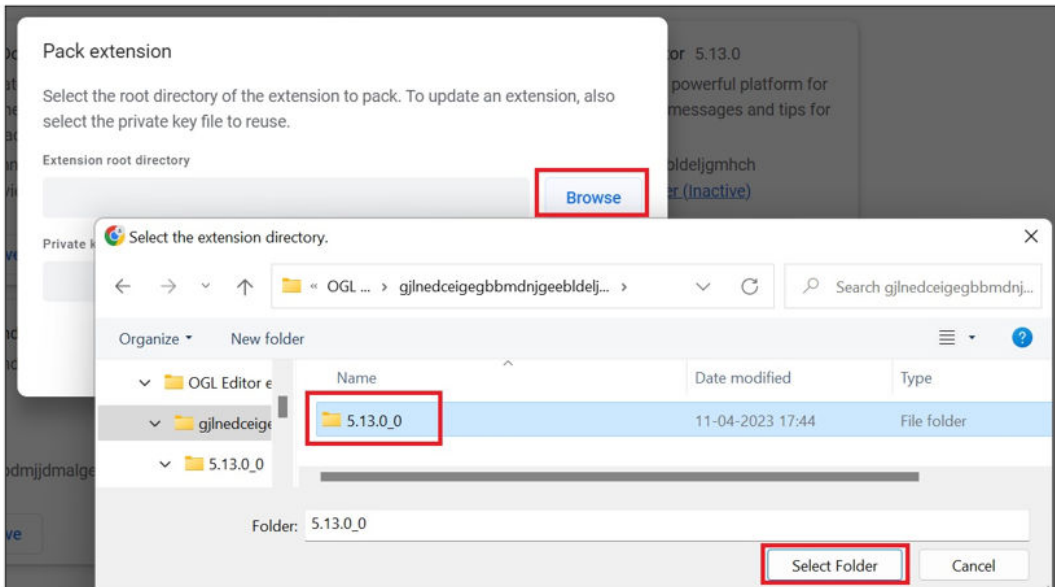 Pack extension
Select the root directory of the extension to pack. To update an extension, also
select the private key file to reuse.
Extension root directory
Browse
or 5.13.0
powerful platform for
messages and tips for
bldeljgmhch
er (Inactive)
Private k
Select the extension directory.
« OGL ... › gjlnedceigegbbmdnjgeebldelj... ›
Search gjlnedceigegbbmdnj...
Organize
New folder
Name Date modified Type
OGL Editor e
gjlnedceige
5.13.0_0
5.13.0_0 11-04-2023 17:44 File folder
odmjjdmalge
ve
Folder: 5.13.0_0
Select Folder Cancel